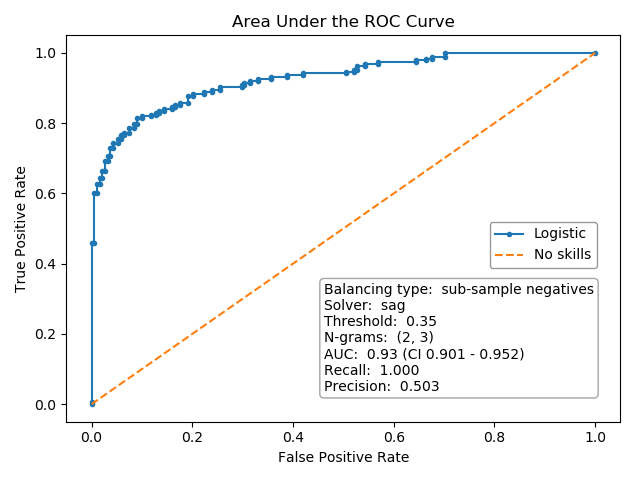 Area Under the ROC Curve
True Positive Rate
1.0
0.8
0.6
0.4
0.2
0.0
Logistic
No skills
Balancing type: sub-sample negatives
Solver: sag
Threshold: 0.35
N-grams: (2, 3)
AUC: 0.93 (CI 0.901 - 0.952)
Recall: 1.000
Precision: 0.503
0.0 0.2 0.4 0.6 0.8 1.0
False Positive Rate